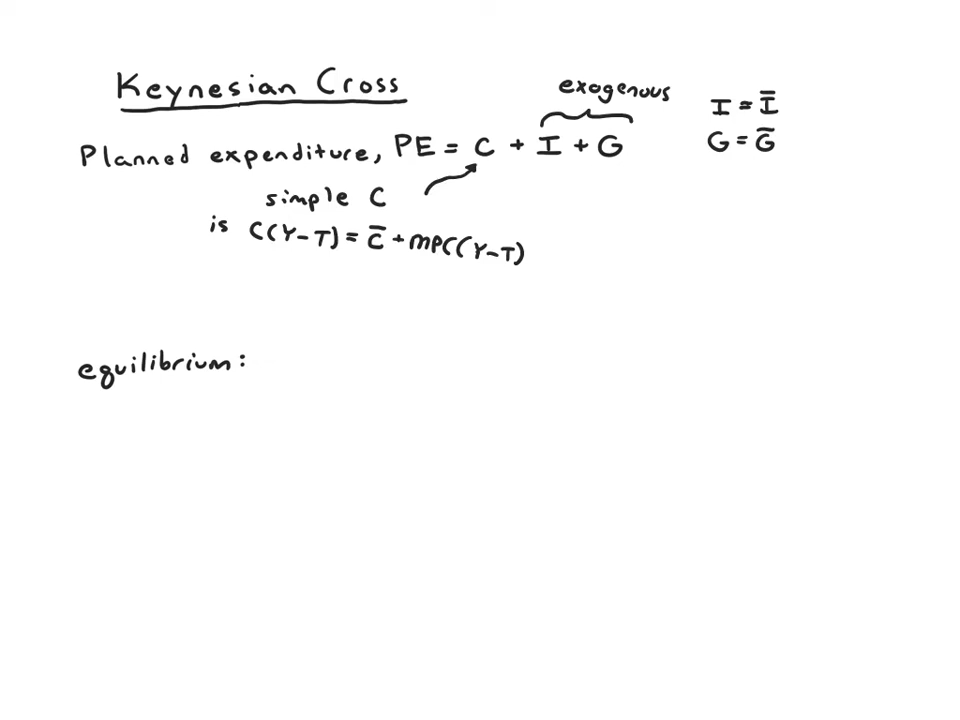 Keynesian Cross
exogenous
I = Ī
Planned expenditure, PE = C + I + G
G = Ḡ
simple C
is C(Y-T) = C̄ + MPC(Y-T)
equilibrium: